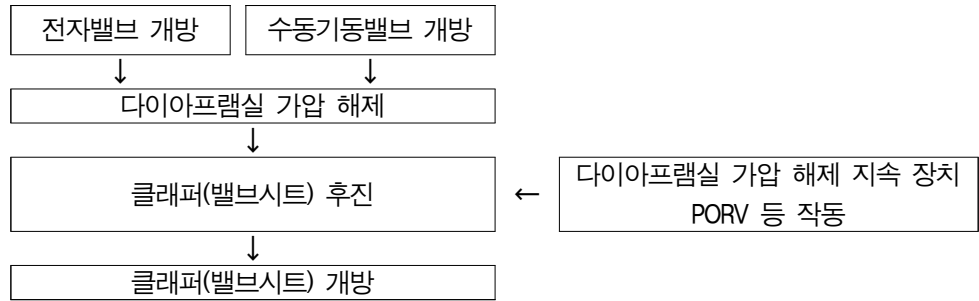 전자밸브 개방
수동기동밸브 개방
↓ ↓
다이아프램실 가압 해제
↓
클래퍼(밸브시트) 후진
←
다이아프램실 가압 해제 지속 장치
PORV 등 작동
↓
클래퍼(밸브시트) 개방